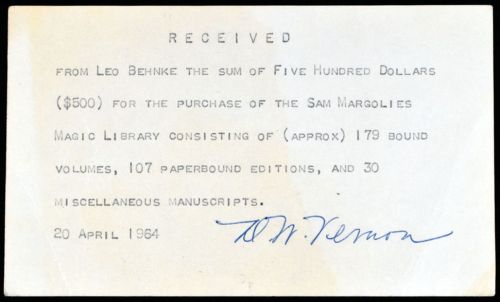 RECEIVED
FROM LEO BEHNKE THE SUM OF FIVE HUNDRED DOLLARS
($500) FOR THE PURCHASE OF THE SAM MARGOLIES
MAGIC LIBRARY CONSISTING OF (APPROX) 179 BOUND
VOLUMES, 107 PAPERBOUND EDITIONS, AND 30
MISCELLANEOUS MANUSCRIPTS.
20 APRIL 1964 D. W. Vernon